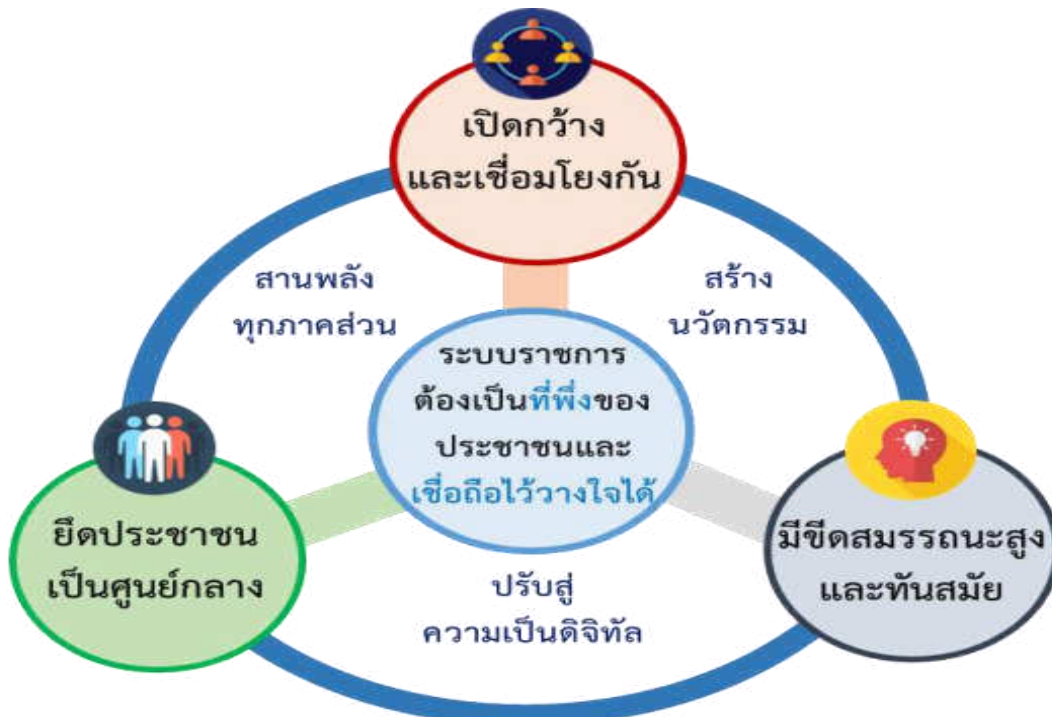 เปิดกว้าง
และเชื่อมโยงกัน
สานพลัง
ทุกภาคส่วน
สร้าง
นวัตกรรม
ระบบราชการ
ต้องเป็นที่พึ่งของ
ประชาชนและ
เชื่อถือไว้วางใจได้
ยึดประชาชน
เป็นศูนย์กลาง
มีขีดสมรรถนะสูง
และทันสมัย
ปรับสู่
ความเป็นดิจิทัล